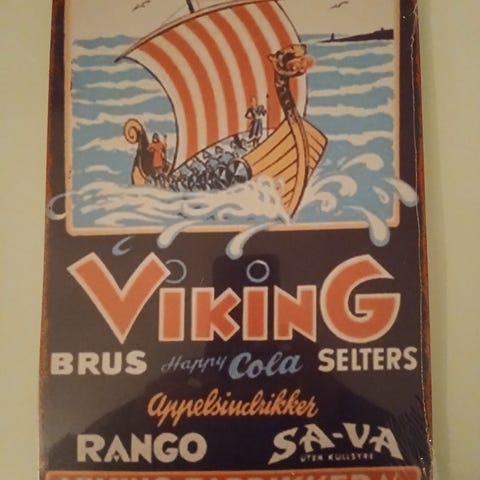 VIKING
BRUS Happy Cola SELTERS
Appelsindrikker
RANGO SA-VA
UTEN KULLSYRE